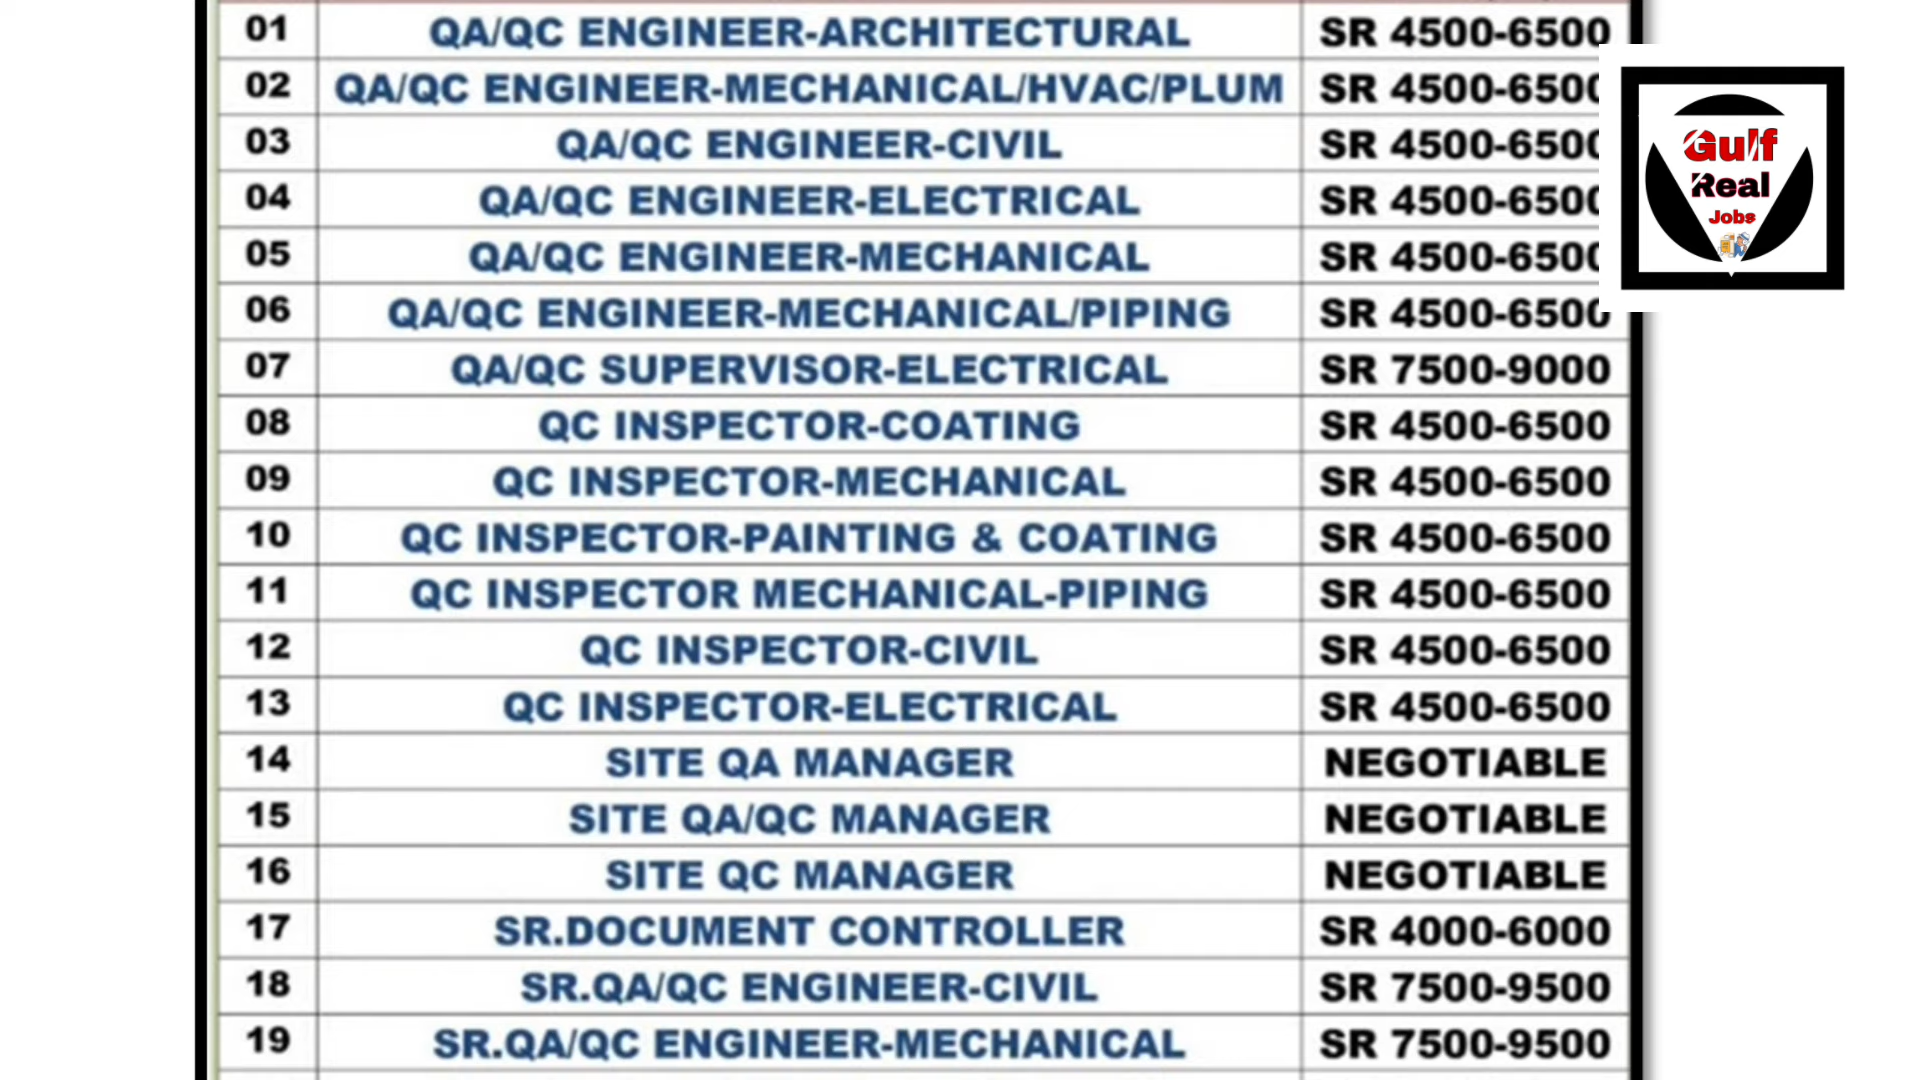 01 QA/QC ENGINEER-ARCHITECTURAL SR 4500-6500
02 QA/QC ENGINEER-MECHANICAL/HVAC/PLUM SR 4500-6500
03 QA/QC ENGINEER-CIVIL SR 4500-6500
04 QA/QC ENGINEER-ELECTRICAL SR 4500-6500
05 QA/QC ENGINEER-MECHANICAL SR 4500-6500
06 QA/QC ENGINEER-MECHANICAL/PIPING SR 4500-6500
07 QA/QC SUPERVISOR-ELECTRICAL SR 7500-9000
08 QC INSPECTOR-COATING SR 4500-6500
09 QC INSPECTOR-MECHANICAL SR 4500-6500
10 QC INSPECTOR-PAINTING & COATING SR 4500-6500
11 QC INSPECTOR MECHANICAL-PIPING SR 4500-6500
12 QC INSPECTOR-CIVIL SR 4500-6500
13 QC INSPECTOR-ELECTRICAL SR 4500-6500
14 SITE QA MANAGER NEGOTIABLE
15 SITE QA/QC MANAGER NEGOTIABLE
16 SITE QC MANAGER NEGOTIABLE
17 SR.DOCUMENT CONTROLLER SR 4000-6000
18 SR.QA/QC ENGINEER-CIVIL SR 7500-9500
19 SR.QA/QC ENGINEER-MECHANICAL SR 7500-9500
Gulf
Real
Jobs